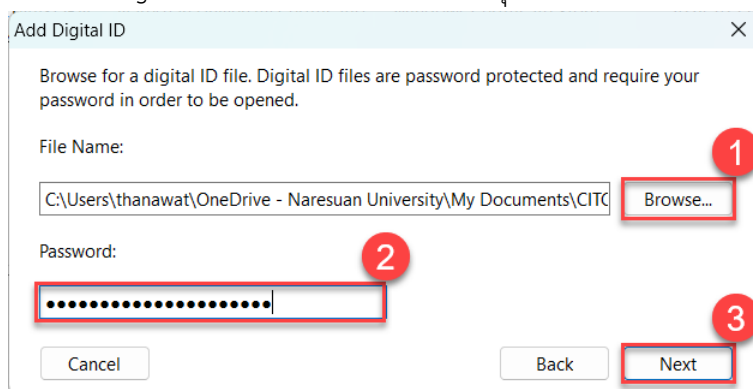 Add Digital ID
Browse for a digital ID file. Digital ID files are password protected and require your
password in order to be opened.
File Name:
1
C:\Users\thanawat\OneDrive - Naresuan University\My Documents\CITC
Browse...
Password:
2
●●●●●●●●●●●●●●●●●●●●●
3
Cancel
Back
Next